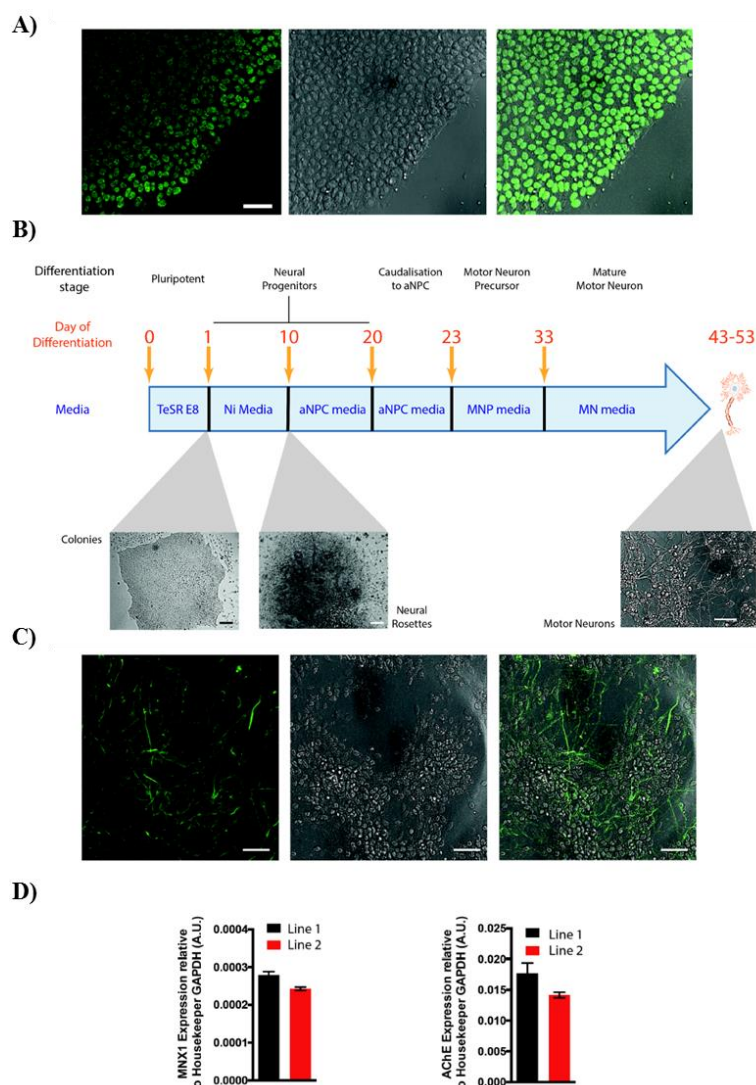 A)
B)
Differentiation
stage
Pluripotent
Neural
Progenitors
Caudalisation
to aNPC
Motor Neuron
Precursor
Mature
Motor Neuron
Day of
Differentiation
0 1 10 20 23 33 43-53
Media
TeSR E8 Ni Media aNPC media aNPC media MNP media MN media
Colonies
Neural
Rosettes
Motor Neurons
C)
D)
MNX1 Expression relative
o Housekeeper GAPDH (A.U.)
0.0004
0.0003
0.0002
0.0001
0.0000
Line 1
Line 2
AChE Expression relative
o Housekeeper GAPDH (A.U.)
0.025
0.020
0.015
0.010
0.005
0.000
Line 1
Line 2